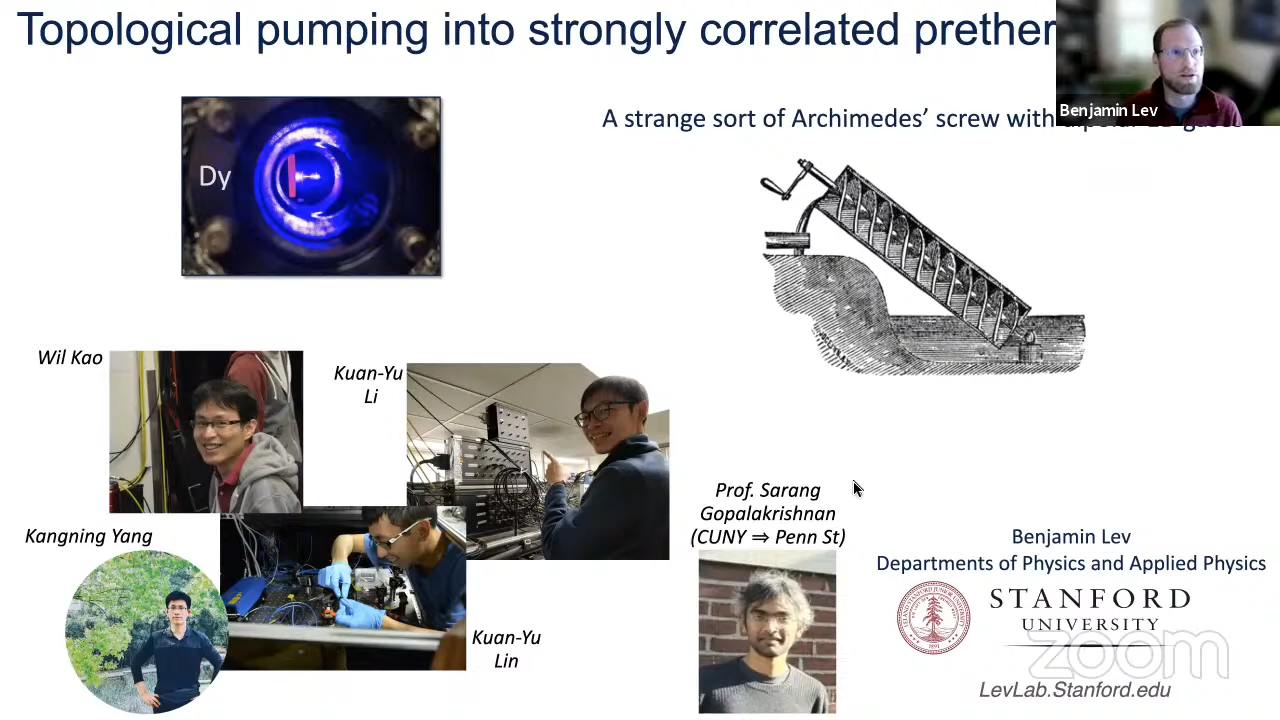 Topological pumping into strongly correlated
Benjamin Lev
A strange sort of Archimedes’ screw with
Dy
Wil Kao
Kuan-Yu
Li
Kangning Yang
Kuan-Yu
Lin
Prof. Sarang
Gopalakrishnan
(CUNY ⇒ Penn St)
Benjamin Lev
Departments of Physics and Applied Physics
STANFORD
UNIVERSITY
zoom
LevLab.Stanford.edu